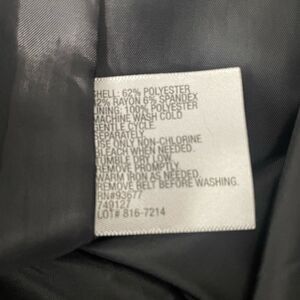 SHELL: 62% POLYESTER
32% RAYON 6% SPANDEX
LINING: 100% POLYESTER
MACHINE WASH COLD
GENTLE CYCLE.
SEPARATELY.
USE ONLY NON-CHLORINE
BLEACH WHEN NEEDED.
TUMBLE DRY LOW.
REMOVE PROMPTLY.
WARM IRON AS NEEDED.
REMOVE BELT BEFORE WASHING.
RN#93677
749127
LOT# 816-7214